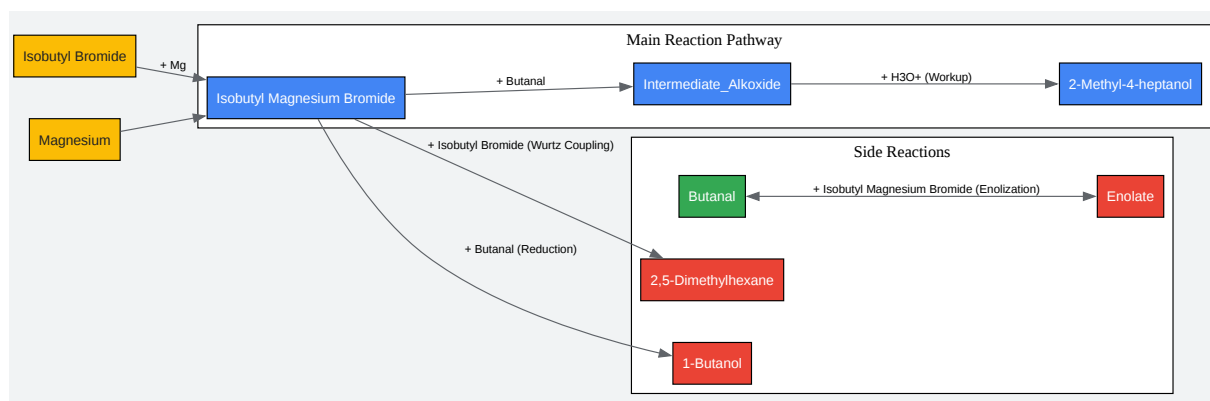 Main Reaction Pathway
Isobutyl Bromide
+ Mg
Isobutyl Magnesium Bromide
+ Butanal
Intermediate_Alkoxide
+ H3O+ (Workup)
2-Methyl-4-heptanol
Magnesium
+ Isobutyl Bromide (Wurtz Coupling)
Side Reactions
Butanal
+ Isobutyl Magnesium Bromide (Enolization)
Enolate
+ Butanal (Reduction)
2,5-Dimethylhexane
1-Butanol